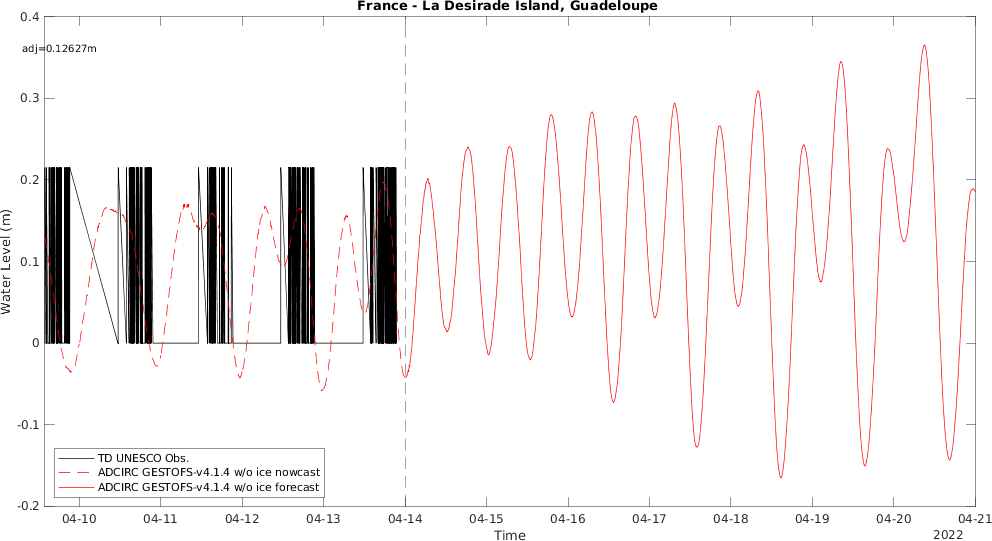 France - La Desirade Island, Guadeloupe
adj=0.12627m
0.4
0.3
0.2
0.1
0
-0.1
-0.2
Water Level (m)
TD UNESCO Obs.
ADCIRC GESTOFS-v4.1.4 w/o ice nowcast
ADCIRC GESTOFS-v4.1.4 w/o ice forecast
04-10 04-11 04-12 04-13 04-14 04-15 04-16 04-17 04-18 04-19 04-20 04-21
Time
2022